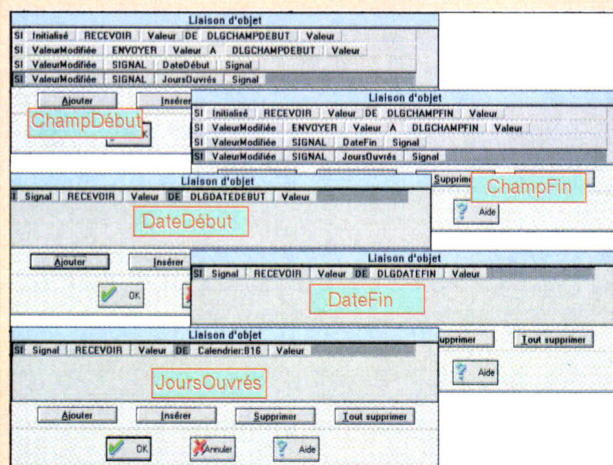 Liaison d'objet
SI Initialisé RECEVOIR Valeur DE DLGCHAMPDEBUT Valeur
SI ValeurModifiée ENVOYER Valeur A DLGCHAMPDEBUT Valeur
SI ValeurModifiée SIGNAL DateDébut Signal
SI ValeurModifiée SIGNAL JoursOuvrés Signal
Ajouter Insérer
ChampDébut
OK
Liaison d'objet
SI Initialisé RECEVOIR Valeur DE DLGCHAMPFIN Valeur
SI ValeurModifiée ENVOYER Valeur A DLGCHAMPFIN Valeur
SI ValeurModifiée SIGNAL DateFin Signal
SI ValeurModifiée SIGNAL JoursOuvrés Signal
ChampFin
Aide
Liaison d'objet
Signal RECEVOIR Valeur DE DLGDATEDEBUT Valeur
DateDébut
Ajouter Insérer
OK
Liaison d'objet
SI Signal RECEVOIR Valeur DE DLGDATEFIN Valeur
DateFin
upprimer Tout supprimer
Aide
Liaison d'objet
SI Signal RECEVOIR Valeur DE Calendrier:B16 Valeur
JoursOuvrés
Ajouter Insérer Supprimer Tout supprimer
OK Annuler Aide